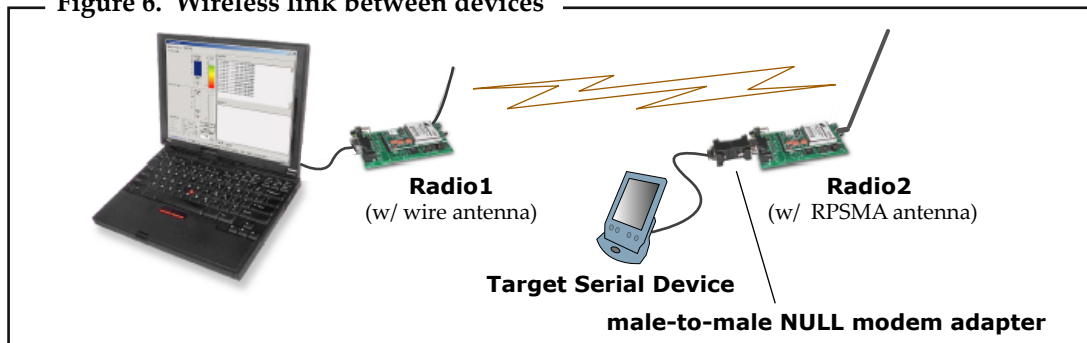 Figure 6. Wireless link between devices
Radio1
(w/ wire antenna)
Radio2
(w/ RPSMA antenna)
Target Serial Device
male-to-male NULL modem adapter